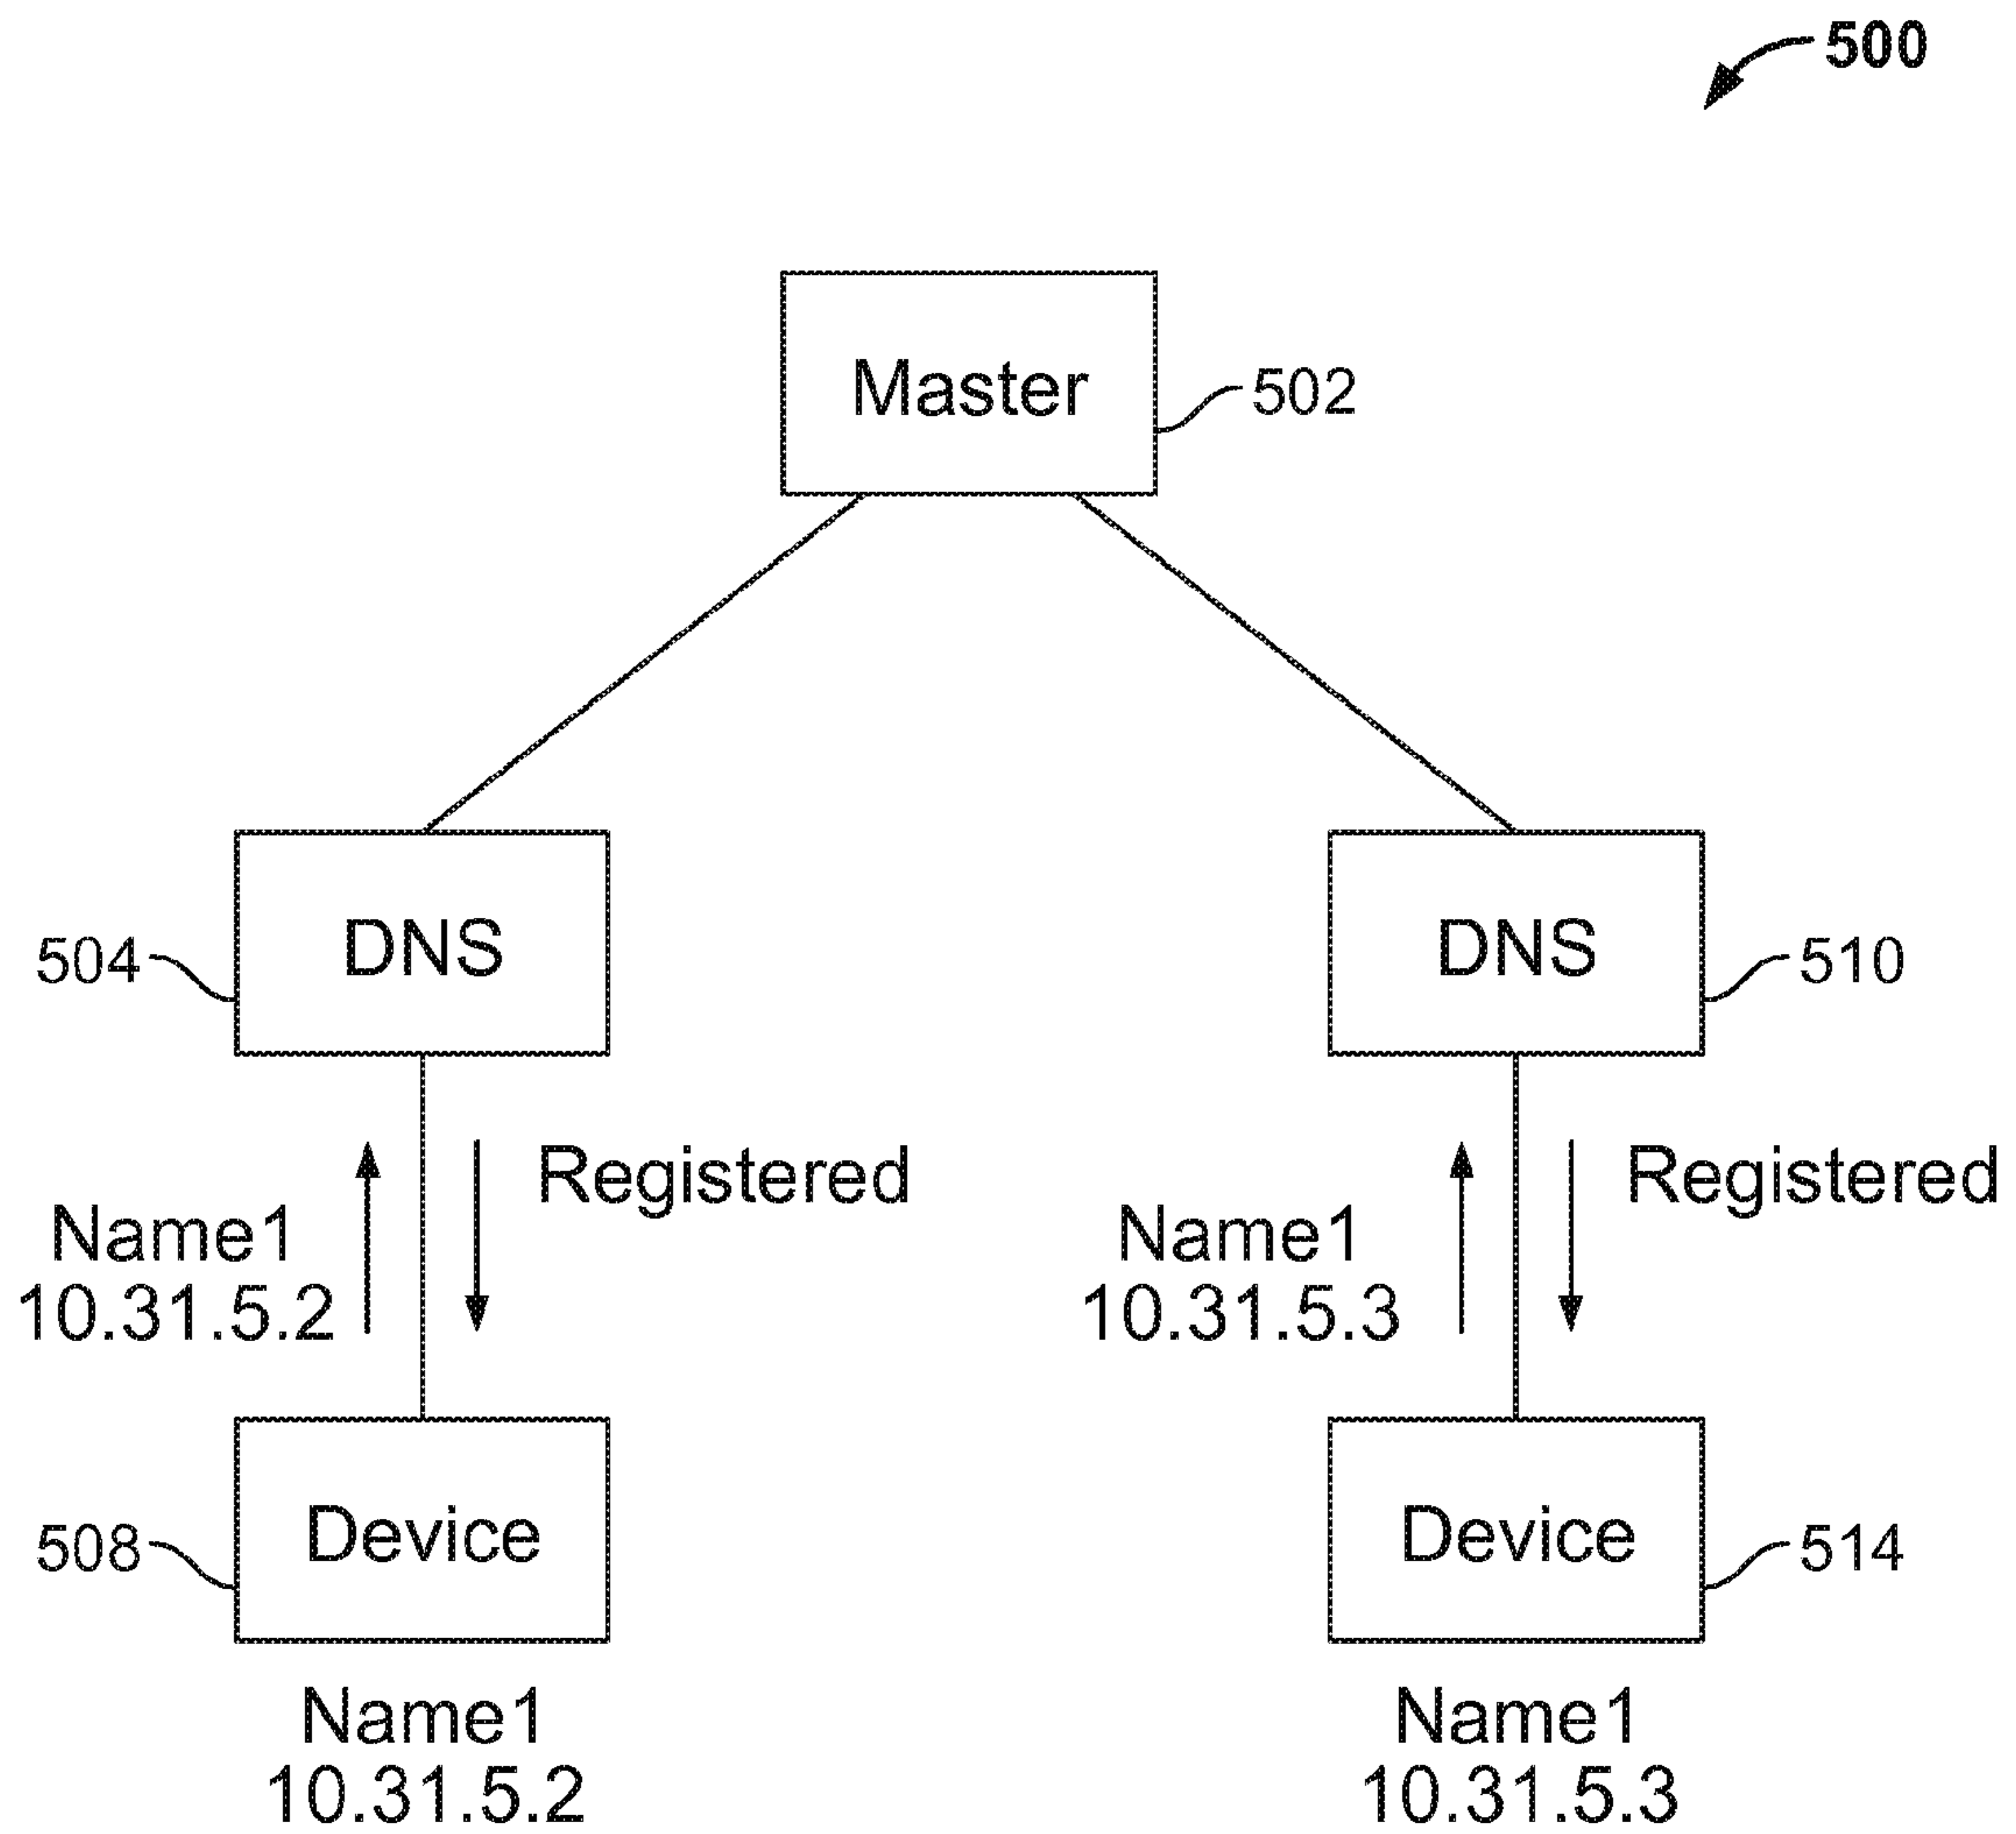 500
Master
502
504
DNS
DNS
510
Registered
Name1
10.31.5.2
Registered
Name1
10.31.5.3
508
Device
Device
514
Name1
10.31.5.2
Name1
10.31.5.3